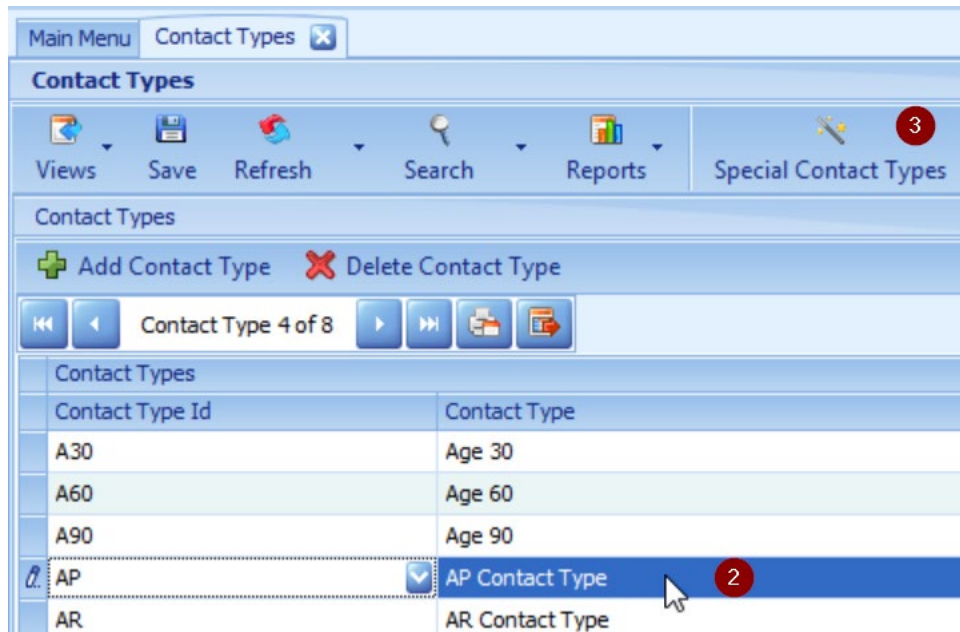 Main Menu Contact Types
Contact Types
3
Views Save Refresh Search Reports Special Contact Types
Contact Types
Add Contact Type Delete Contact Type
Contact Type 4 of 8
Contact Types
Contact Type Id Contact Type
A30 Age 30
A60 Age 60
A90 Age 90
AP AP Contact Type 2
AR AR Contact Type